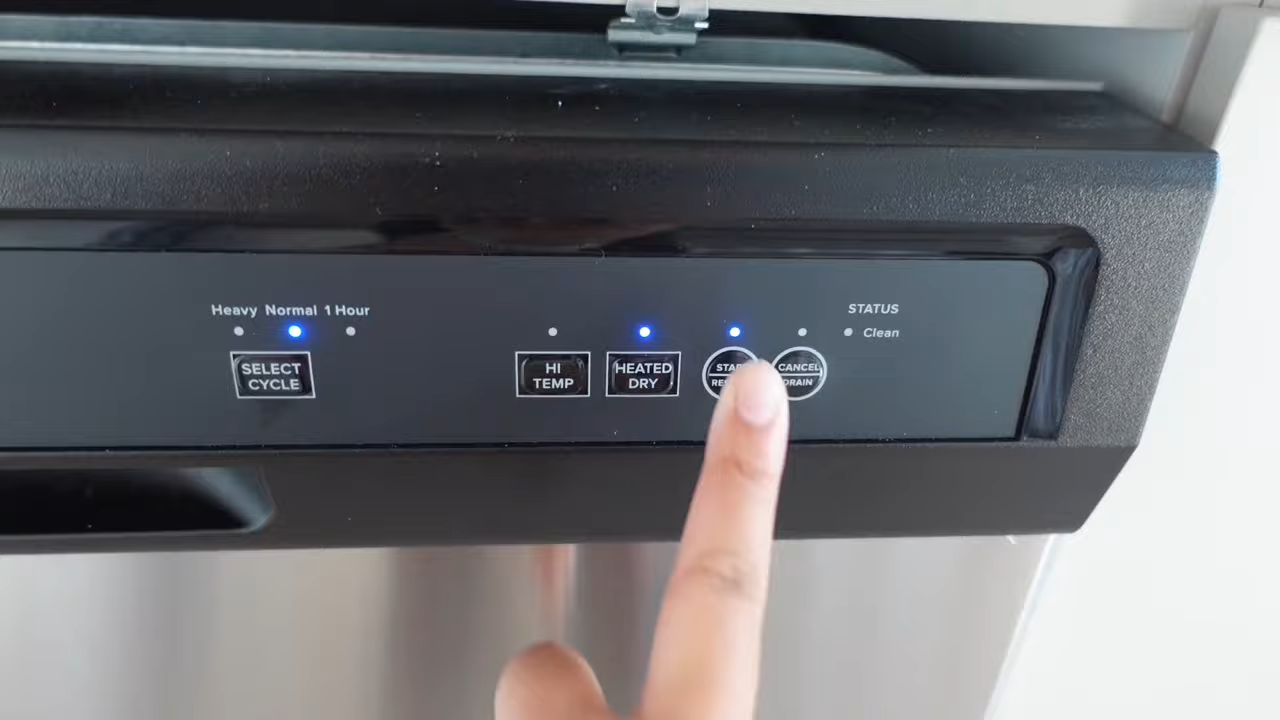 Heavy Normal 1 Hour
SELECT
CYCLE
HI
TEMP
HEATED
DRY
CANCEL
STATUS
Clean